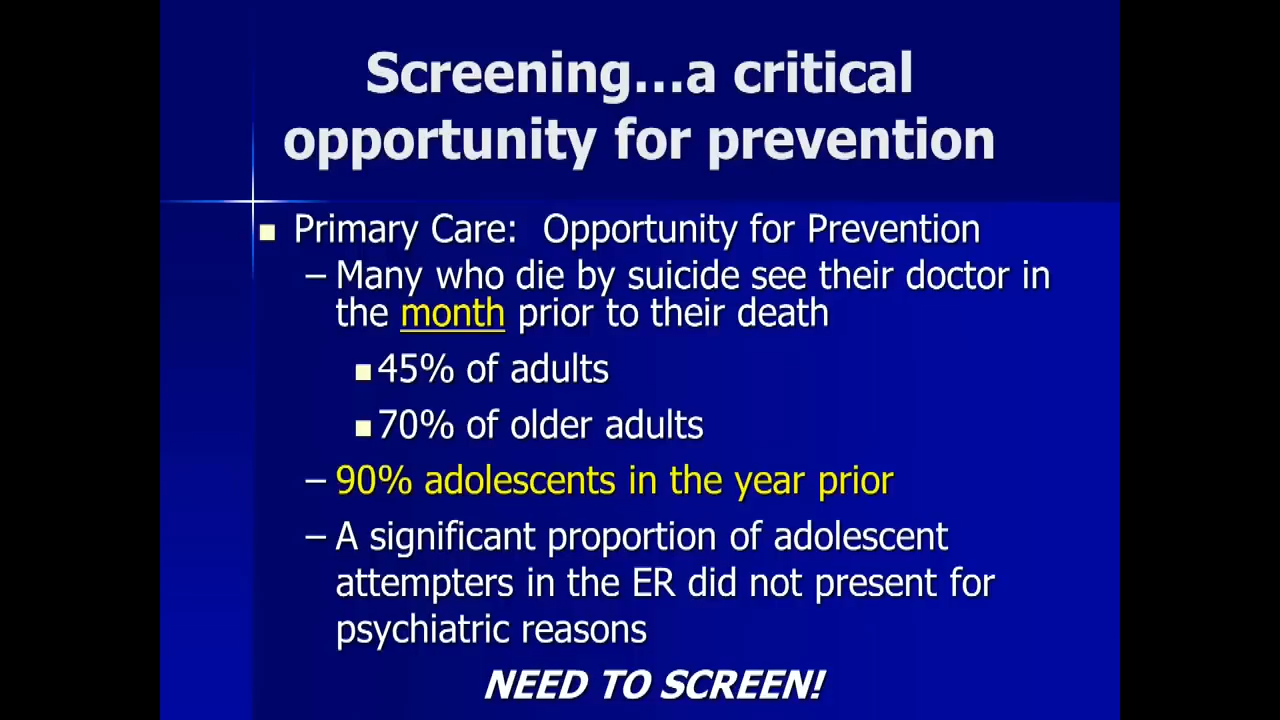 Screening...a critical
opportunity for prevention
Primary Care:  Opportunity for Prevention
– Many who die by suicide see their doctor in
the month prior to their death
45% of adults
70% of older adults
– 90% adolescents in the year prior
– A significant proportion of adolescent
attempters in the ER did not present for
psychiatric reasons
NEED TO SCREEN!